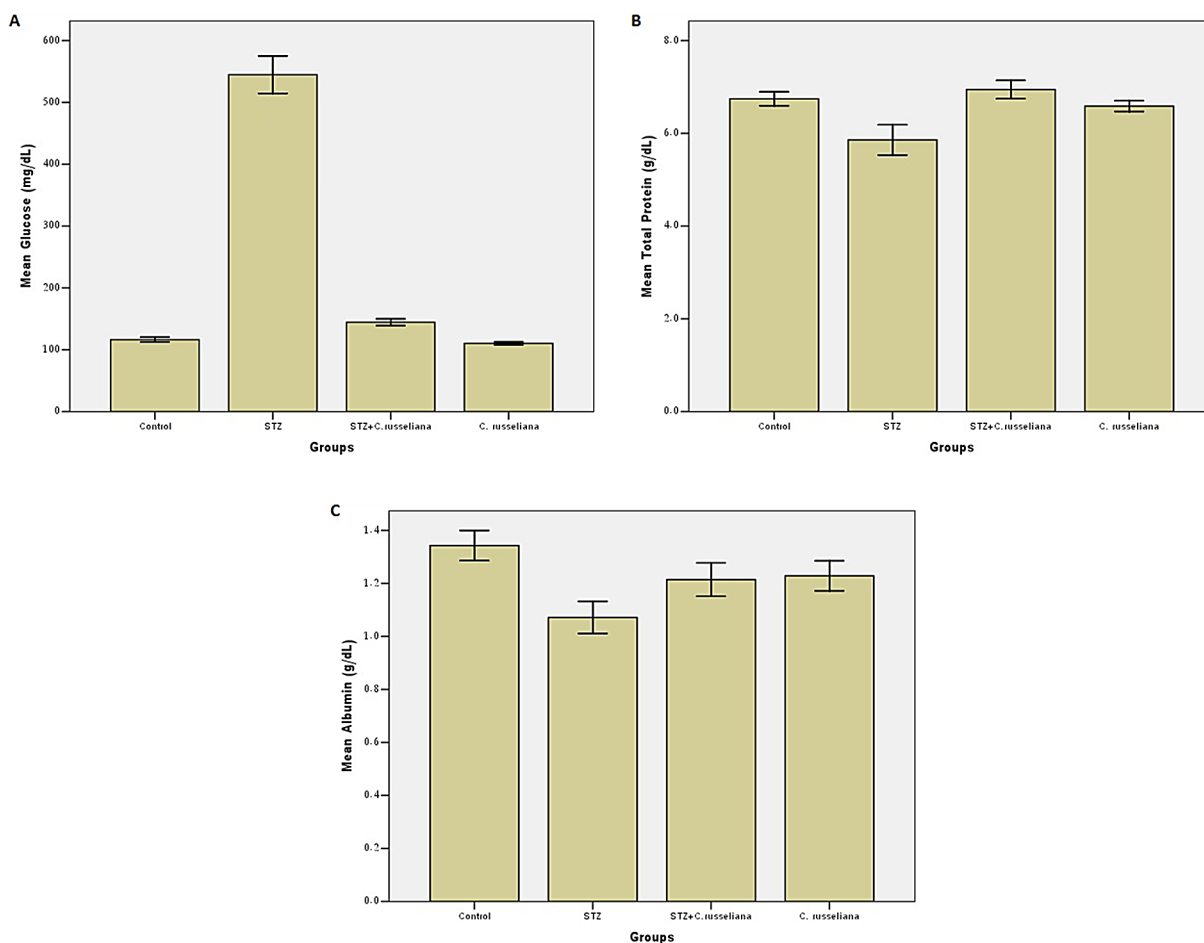 A
Mean Glucose (mg/dL)
600
500
400
300
200
100
0
Control STZ STZ+C.russeliana C. russeliana
Groups
B
Mean Total Protein (g/dL)
8.0
6.0
4.0
2.0
0.0
Control STZ STZ+C.russeliana C. russeliana
Groups
C
Mean Albumin (g/dL)
1.4
1.2
1.0
0.8
0.6
0.4
0.2
0.0
Control STZ STZ+C.russeliana C. russeliana
Groups